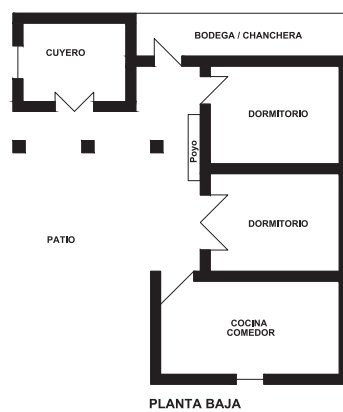 BODEGA / CHANCHERA
CUYERO
DORMITORIO
Poyo
DORMITORIO
PATIO
COCINA
COMEDOR
PLANTA BAJA